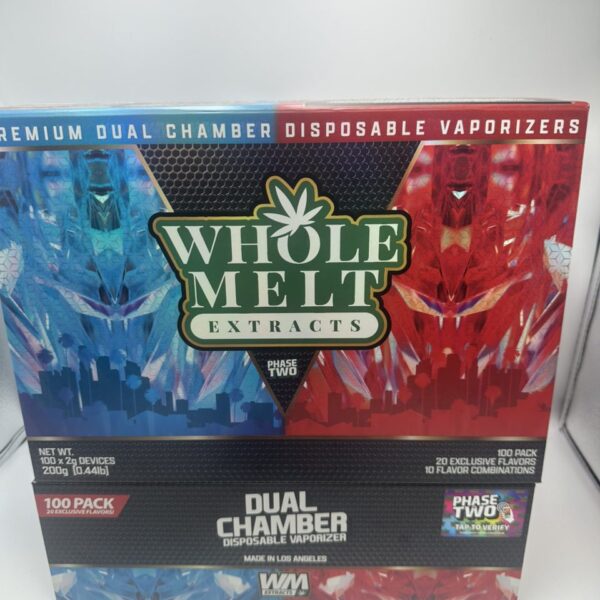 REMIUM DUAL CHAMBER DISPOSABLE VAPORIZERS
WHOLE
MELT
EXTRACTS
PHASE
TWO
NET WT.
100 x 2g DEVICES
200g [0.44lb]
100 PACK
20 EXCLUSIVE FLAVORS
10 FLAVOR COMBINATIONS
100 PACK
20 EXCLUSIVE FLAVORS!
DUAL
CHAMBER
DISPOSABLE VAPORIZER
MADE IN LOS ANGELES
PHASE
TWO
TAP TO VERIFY
WM
EXTRACTS